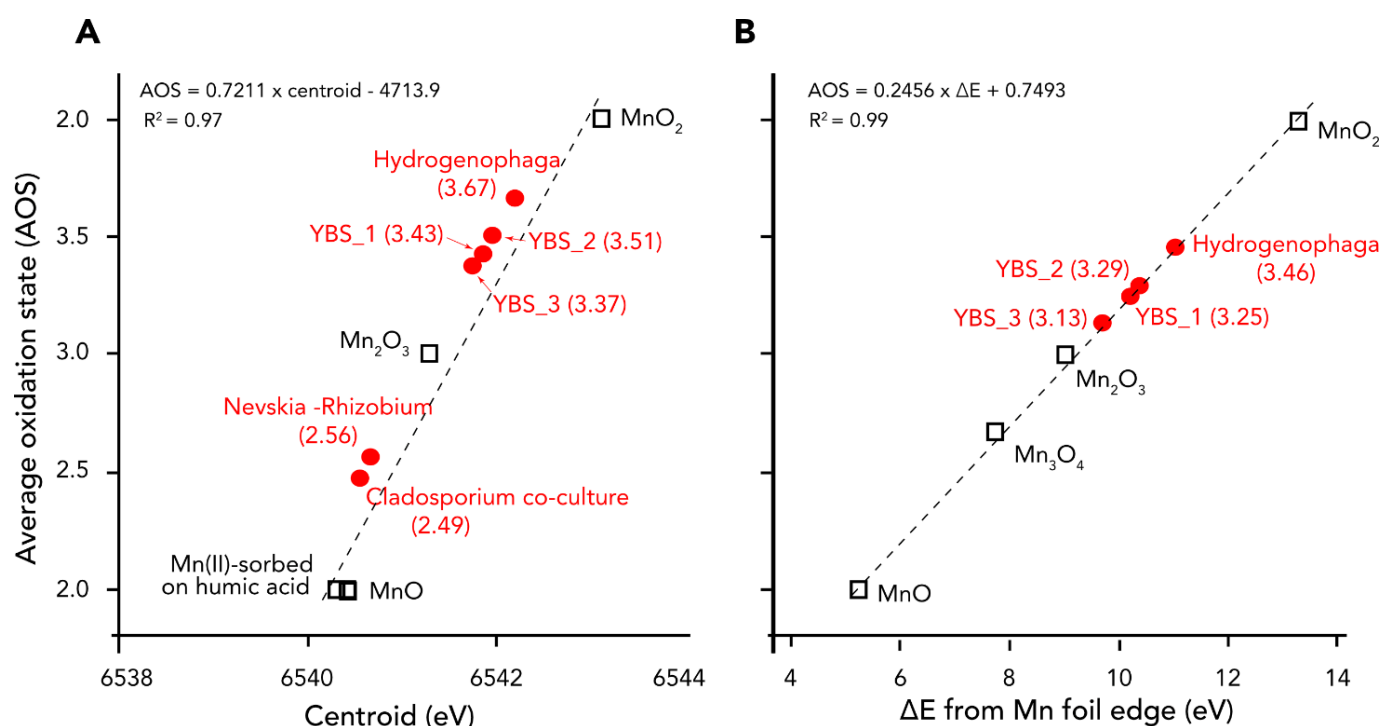 A
AOS = 0.7211 x centroid - 4713.9
R² = 0.97
Average oxidation state (AOS)
2.0
3.5
3.0
2.5
2.0
MnO₂
Hydrogenophaga
(3.67)
YBS_1 (3.43)
YBS_2 (3.51)
YBS_3 (3.37)
Mn₂O₃
Nevskia -Rhizobium
(2.56)
Cladosporium co-culture
(2.49)
Mn(II)-sorbed
on humic acid
MnO
6538
6540
6542
6544
Centroid (eV)
B
AOS = 0.2456 x ΔE + 0.7493
R² = 0.99
MnO₂
Hydrogenophaga
(3.46)
YBS_2 (3.29)
YBS_3 (3.13)
YBS_1 (3.25)
Mn₂O₃
Mn₃O₄
MnO
4
6
8
10
12
14
ΔE from Mn foil edge (eV)